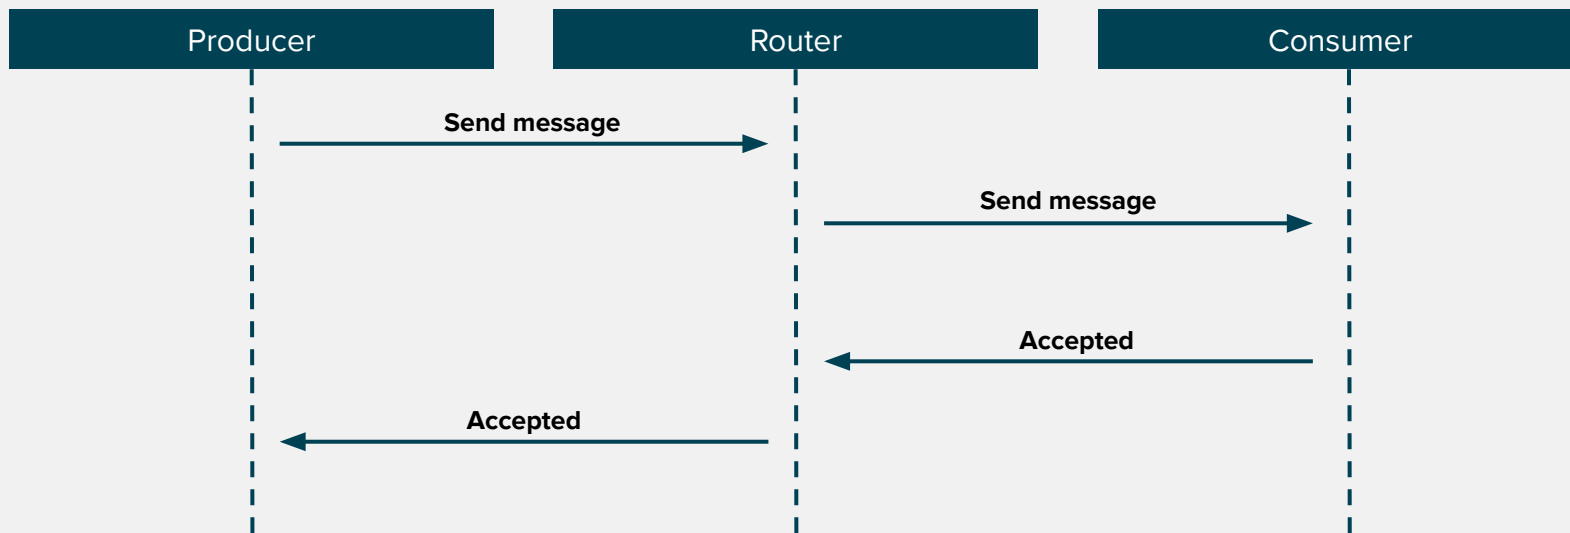 Producer
Router
Consumer
Send message
Send message
Accepted
Accepted